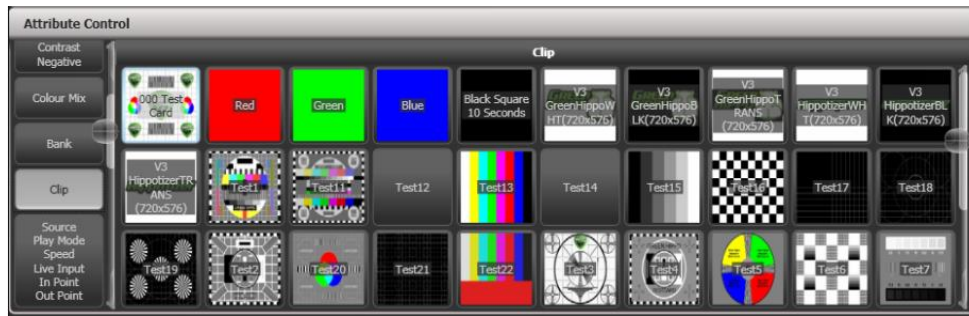 Attribute Control
Contrast
Negative
Colour Mix
Bank
Clip
Source
Play Mode
Speed
Live Input
In Point
Out Point
Clip
000 Test
Card
Red
Green
Blue
Black Square
10 Seconds
V3
GreenHippoW
HT(720x576)
V3
GreenHippoB
LK(720x576)
V3
GreenHippoT
RANS
(720x576)
V3
HippotizerWH
T(720x576)
V3
HippotizerBL
K(720x576)
V3
HippotizerTR
ANS
(720x576)
Test1
Test11
Test12
Test13
Test14
Test15
Test16
Test17
Test18
Test19
Test2
Test20
Test21
Test22
Test3
Test4
Test5
Test6
Test7